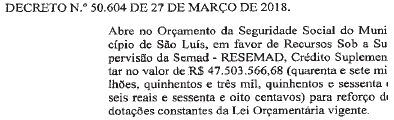 DECRETO N.º 50.604 DE 27 DE MARÇO DE 2018.
Abre no Orçamento da Seguridade Social do Muni
cípio de São Luís, em favor de Recursos Sob a Su
pervisão da Semad - RESEMAD, Crédito Suplemen
tar no valor de R$ 47.503.566,68 (quarenta e sete mi
lhões, quinhentos e três mil, quinhentos e sessenta e
seis reais e sessenta e oito centavos) para reforço de
dotações constantes da Lei Orçamentária vigente.